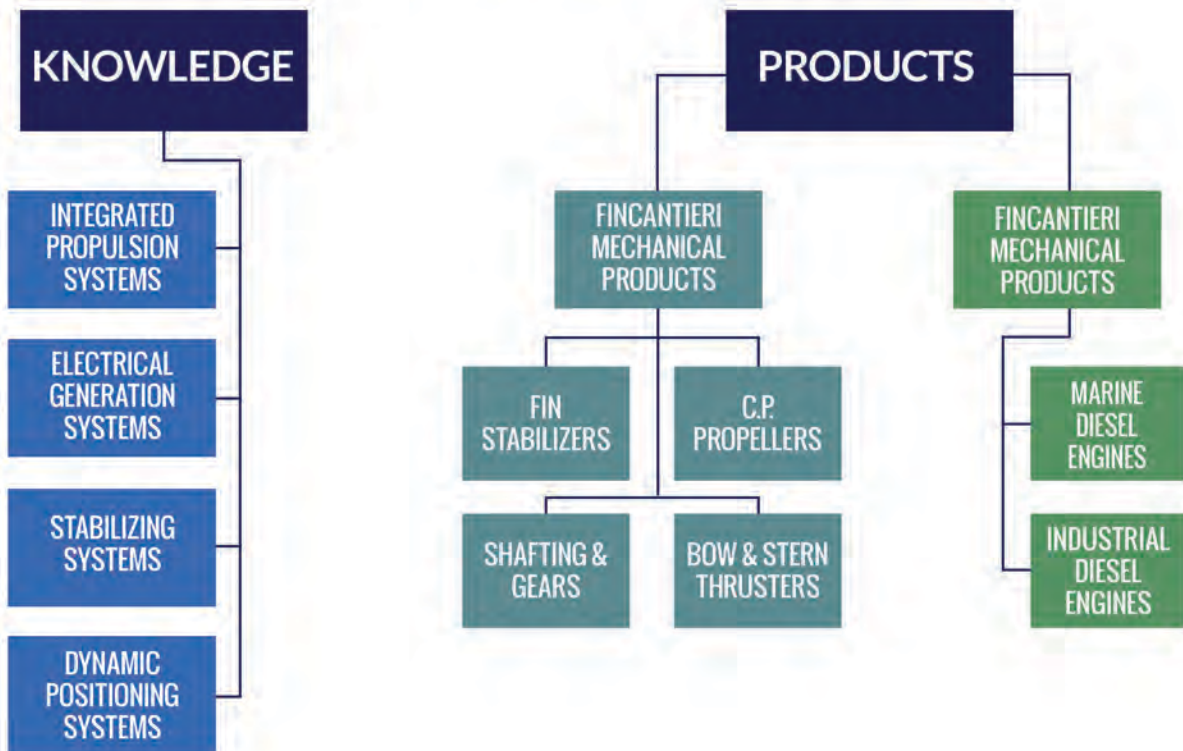 KNOWLEDGE
INTEGRATED
PROPULSION
SYSTEMS
ELECTRICAL
GENERATION
SYSTEMS
STABILIZING
SYSTEMS
DYNAMIC
POSITIONING
SYSTEMS
PRODUCTS
FINCANTIERI
MECHANICAL
PRODUCTS
FIN
STABILIZERS
C.P.
PROPELLERS
SHAFTING &
GEARS
BOW & STERN
THRUSTERS
FINCANTIERI
MECHANICAL
PRODUCTS
MARINE
DIESEL
ENGINES
INDUSTRIAL
DIESEL
ENGINES